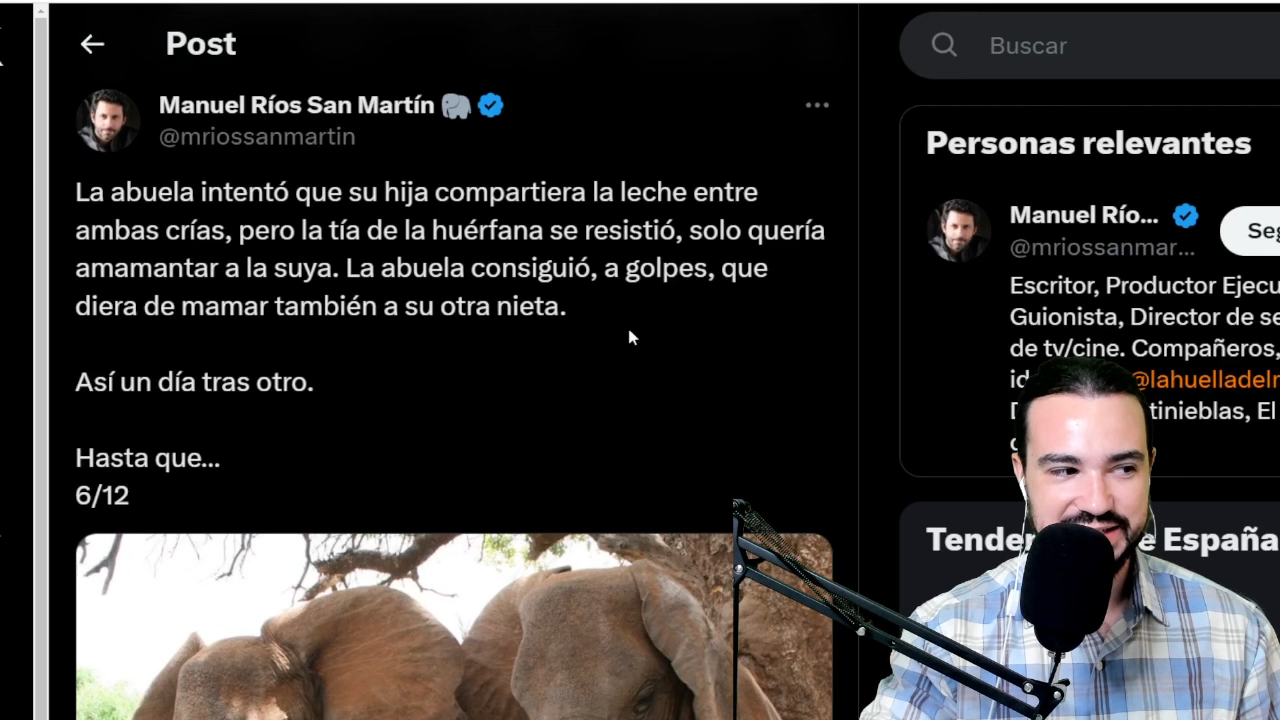 Post
Buscar
Manuel Ríos San Martín
@mriossanmartin
La abuela intentó que su hija compartiera la leche entre
ambas crías, pero la tía de la huérfana se resistió, solo quería
amamantar a la suya. La abuela consiguió, a golpes, que
diera de mamar también a su otra nieta.
Así un día tras otro.
Hasta que...
6/12
Personas relevantes
Manuel Río...
@mriossanmar...
Escritor, Productor
Guionista, Director de
de tv/cine. Compañeros,
tinieblas, El
España